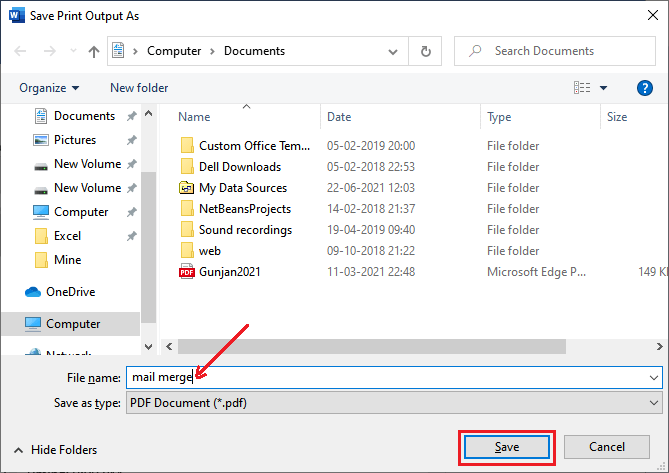 Save Print Output As
Computer > Documents
Search Documents
Organize
New folder
?
Documents
Pictures
New Volume
New Volume
Computer
Excel
Mine
OneDrive
Computer
Network
Name Date Type Size
Custom Office Tem... 05-02-2019 20:00 File folder
Dell Downloads 05-02-2018 22:53 File folder
My Data Sources 22-06-2021 12:03 File folder
NetBeansProjects 14-02-2018 21:37 File folder
Sound recordings 19-04-2019 09:40 File folder
web 09-10-2018 21:22 File folder
PDF Gunjan2021 11-03-2021 22:48 Microsoft Edge P... 149 K
File name: mail merge
Save as type: PDF Document (*.pdf)
Hide Folders
Save
Cancel